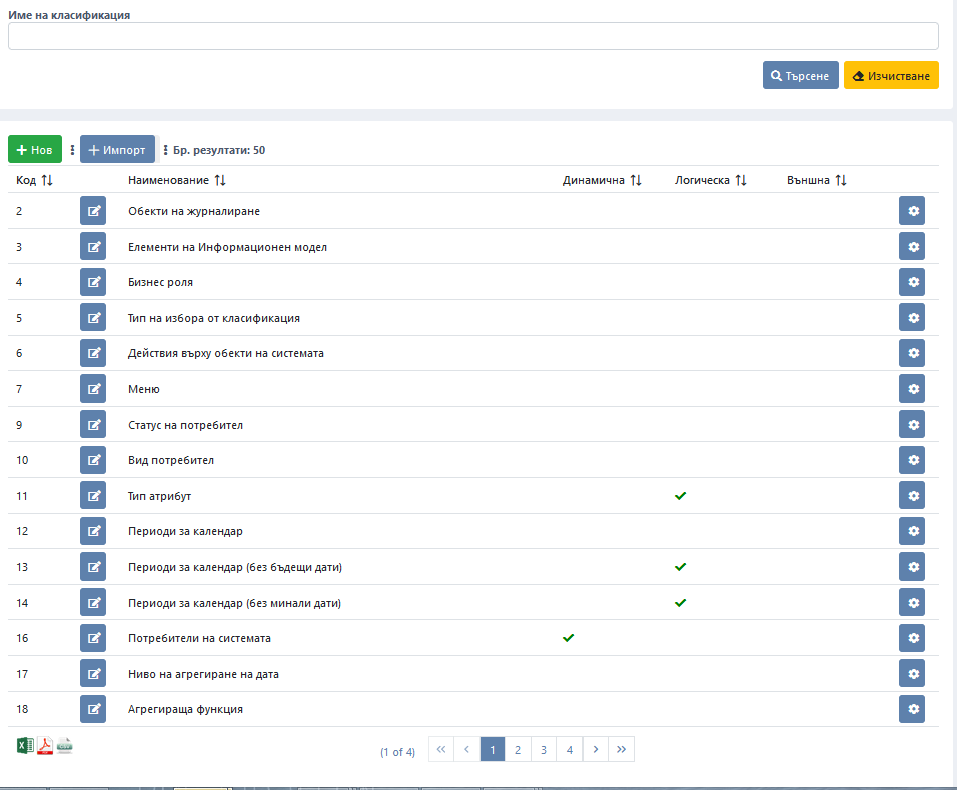 Име на класификация
Търсене Изчистване
Нов Импорт Бр. резултати: 50
Код Наименование Динамична Логическа Външна
2 Обекти на журналиране
3 Елементи на Информационен модел
4 Бизнес роля
5 Тип на избора от класификация
6 Действия върху обекти на системата
7 Меню
9 Статус на потребител
10 Вид потребител
11 Тип атрибут
12 Периоди за календар
13 Периоди за календар (без бъдещи дати)
14 Периоди за календар (без минали дати)
16 Потребители на системата
17 Ниво на агрегиране на дата
18 Агрегираща функция
(1 of 4) 1 2 3 4